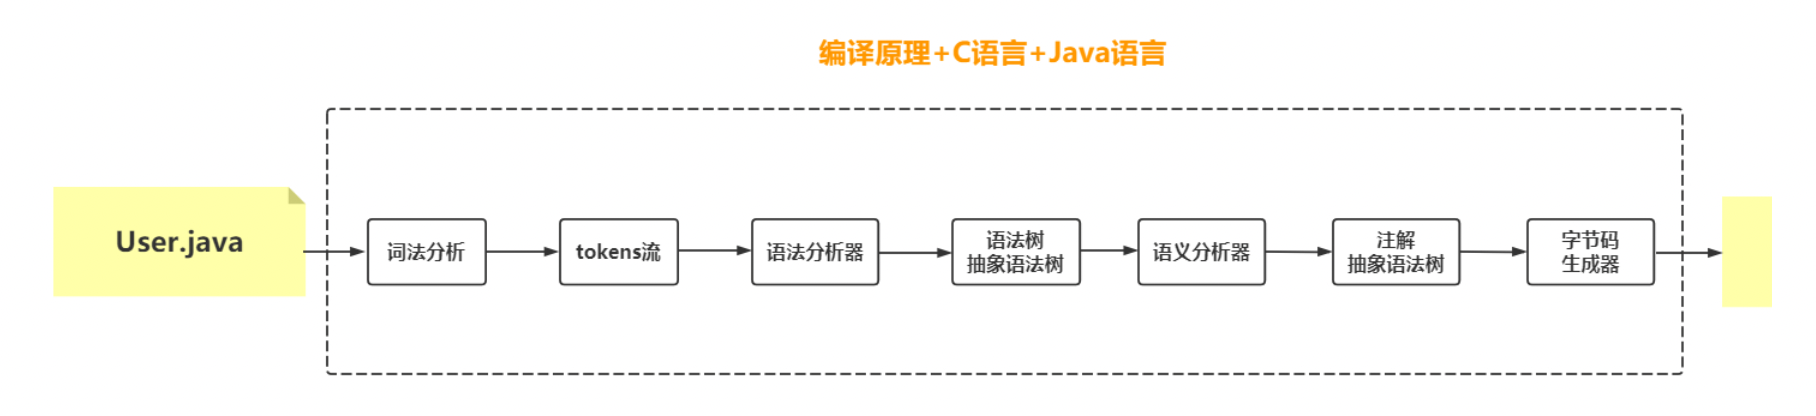 编译原理+C语言+Java语言
User.java
词法分析
tokens流
语法分析器
语法树
抽象语法树
语义分析器
注解
抽象语法树
字节码
生成器